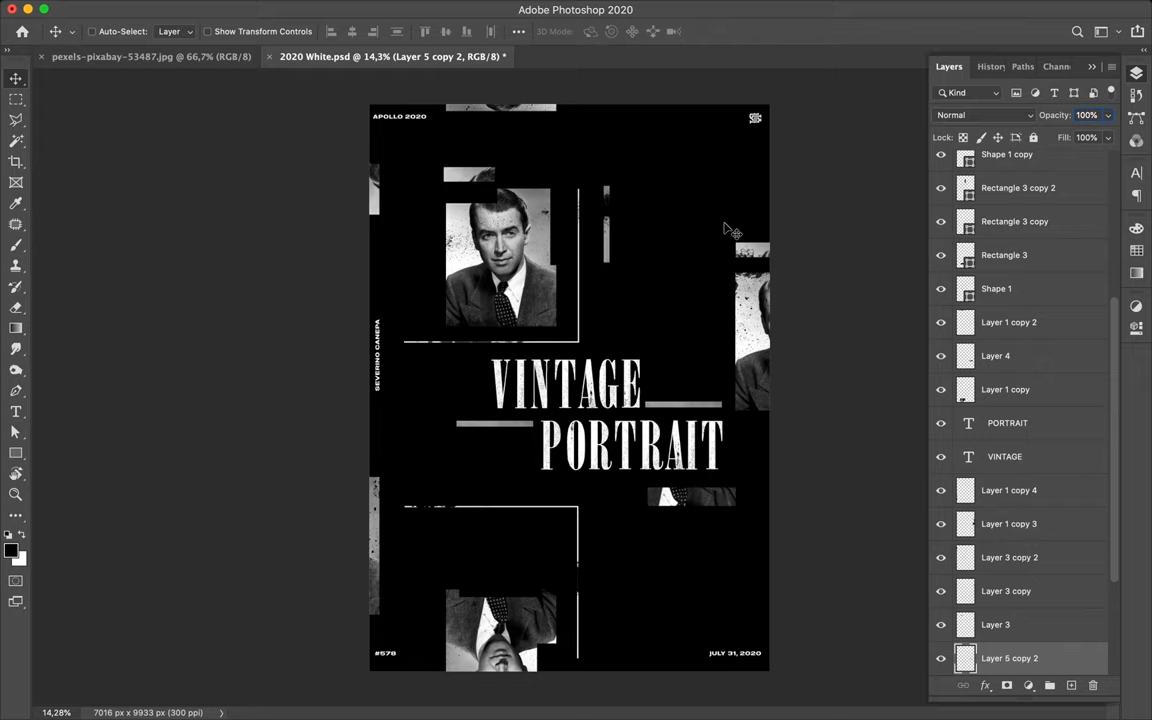 Adobe Photoshop 2020
Auto-Select: Layer Show Transform Controls 3D Mode:
pexels-pixabay-53487.jpg @ 66,7% (RGB/8)
2020 White.psd @ 14,3% (Layer 5 copy 2, RGB/8) *
Layers History Paths Chann
Kind
Normal Opacity: 100%
Lock: Fill: 100%
Shape 1 copy
Rectangle 3 copy 2
Rectangle 3 copy
Rectangle 3
Shape 1
Layer 1 copy 2
Layer 4
Layer 1 copy
PORTRAIT
VINTAGE
Layer 1 copy 4
Layer 1 copy 3
Layer 3 copy 2
Layer 3 copy
Layer 3
Layer 5 copy 2
fx
APOLLO 2020
SEVERINO CANEPA
VINTAGE
PORTRAIT
#578
JULY 31, 2020
14,28% 7016 px x 9933 px (300 ppi)